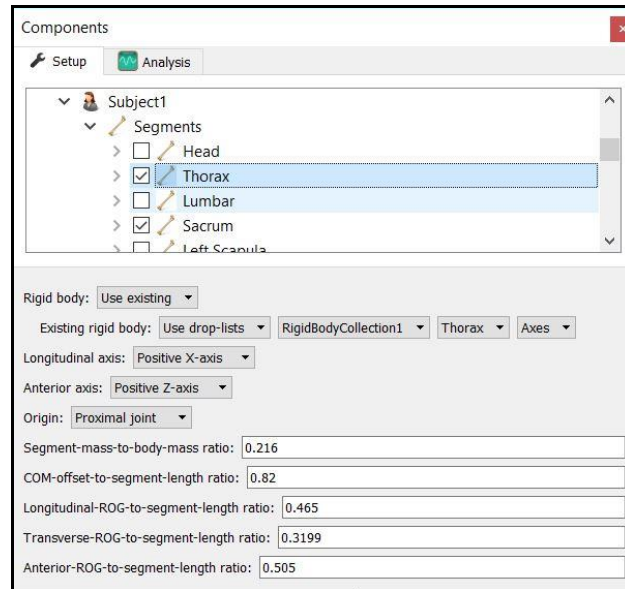 Components
Setup Analysis
Subject1
Segments
Head
Thorax
Lumbar
Sacrum
Left Scapula
Rigid body: Use existing
Existing rigid body: Use drop-lists RigidBodyCollection1 Thorax Axes
Longitudinal axis: Positive X-axis
Anterior axis: Positive Z-axis
Origin: Proximal joint
Segment-mass-to-body-mass ratio: 0.216
COM-offset-to-segment-length ratio: 0.82
Longitudinal-ROG-to-segment-length ratio: 0.465
Transverse-ROG-to-segment-length ratio: 0.3199
Anterior-ROG-to-segment-length ratio: 0.505